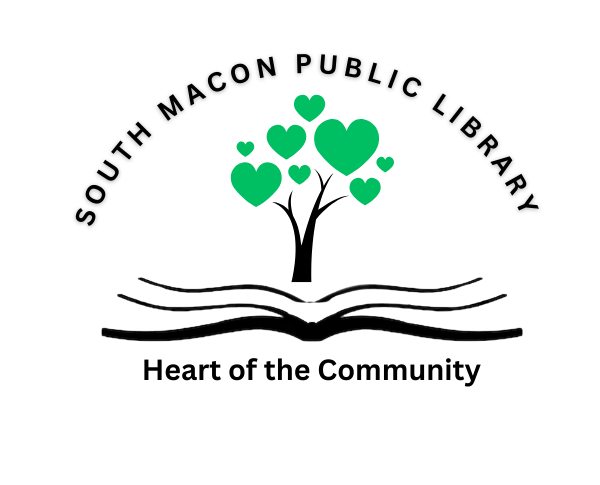 SOUTH MACON PUBLIC LIBRARY
Heart of the Community